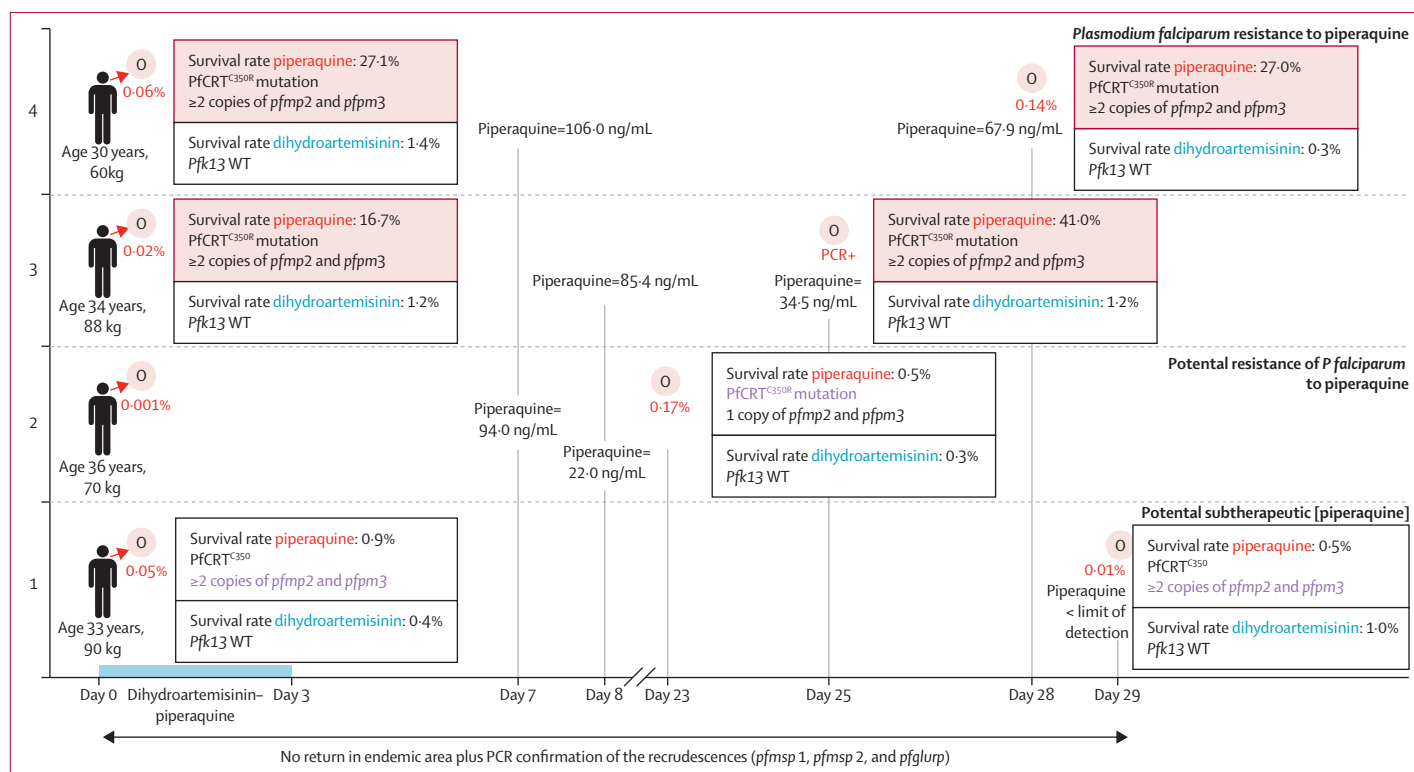 Plasmodium falciparum resistance to piperaquine
4
O
0·06%
Age 30 years,
60kg
Survival rate piperaquine: 27·1%
PfCRTC350R mutation
≥2 copies of pfmp2 and pfpm3
Survival rate dihydroartemisinin: 1·4%
Pfk13 WT
Piperaquine=106·0 ng/mL
O
0·14%
Piperaquine=67·9 ng/mL
Survival rate piperaquine: 27·0%
PfCRTC350R mutation
≥2 copies of pfmp2 and pfpm3
Survival rate dihydroartemisinin: 0·3%
Pfk13 WT
3
O
0·02%
Age 34 years,
88 kg
Survival rate piperaquine: 16·7%
PfCRTC350R mutation
≥2 copies of pfmp2 and pfpm3
Survival rate dihydroartemisinin: 1·2%
Pfk13 WT
Piperaquine=85·4 ng/mL
O
PCR+
Piperaquine=
34·5 ng/mL
Survival rate piperaquine: 41·0%
PfCRTC350R mutation
≥2 copies of pfmp2 and pfpm3
Survival rate dihydroartemisinin: 1·2%
Pfk13 WT
Potential resistance of P falciparum
to piperaquine
2
O
0·001%
Age 36 years,
70 kg
Piperaquine=
94·0 ng/mL
Piperaquine=
22·0 ng/mL
O
0·17%
Survival rate piperaquine: 0·5%
PfCRTC350R mutation
1 copy of pfmp2 and pfpm3
Survival rate dihydroartemisinin: 0·3%
Pfk13 WT
Potential subtherapeutic [piperaquine]
1
O
0·05%
Age 33 years,
90 kg
Survival rate piperaquine: 0·9%
PfCRTC350
≥2 copies of pfmp2 and pfpm3
Survival rate dihydroartemisinin: 0·4%
Pfk13 WT
O
0·01%
Piperaquine
< limit of
detection
Survival rate piperaquine: 0·5%
PfCRTC350
≥2 copies of pfmp2 and pfpm3
Survival rate dihydroartemisinin: 1·0%
Pfk13 WT
Day 0
Dihydroartemisinin–
piperaquine
Day 3
Day 7
Day 8
Day 23
Day 25
Day 28
Day 29
No return in endemic area plus PCR confirmation of the recrudescences (pfmsp 1, pfmsp 2, and pfglurp)